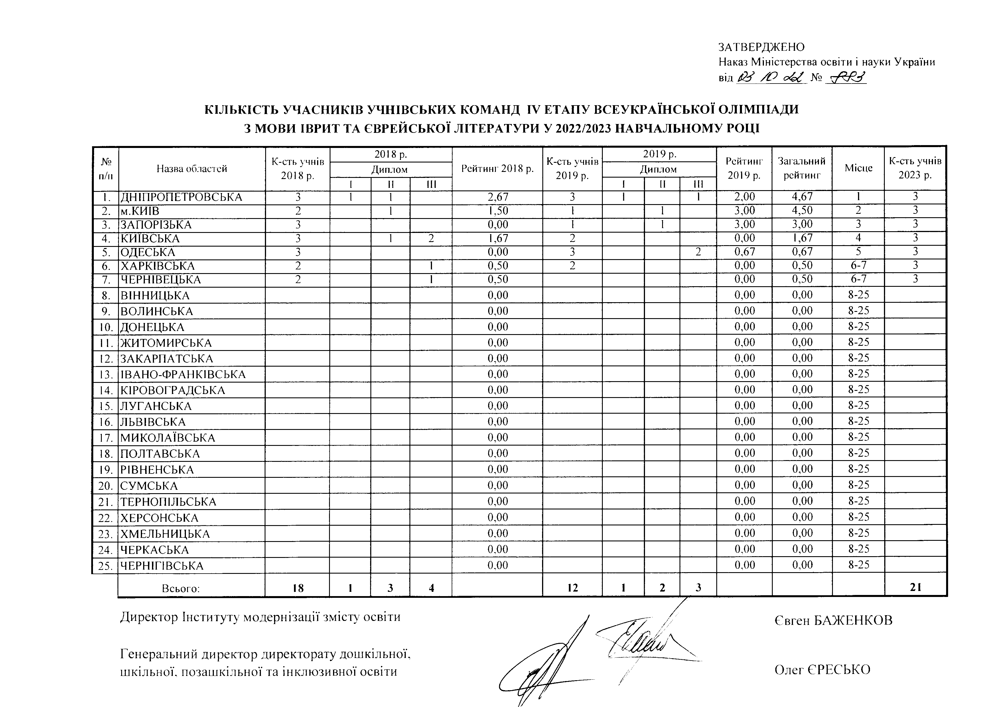 ЗАТВЕРДЖЕНО
Наказ Міністерства освіти і науки України
від 03 10 22 №
КІЛЬКІСТЬ УЧАСНИКІВ УЧНІВСЬКИХ КОМАНД IV ЕТАПУ ВСЕУКРАЇНСЬКОЇ ОЛІМПІАДИ
З МОВИ ІВРИТ ТА ЄВРЕЙСЬКОЇ ЛІТЕРАТУРИ У 2022/2023 НАВЧАЛЬНОМУ РОЦІ
№ п/п Назва областей К-сть учнів 2018 р. 2018 р. Диплом I II III Рейтинг 2018 р. К-сть учнів 2019 р. 2019 р. Диплом I II III Рейтинг 2019 р. Загальний рейтинг Місце К-сть учнів 2023 р.
1. ДНІПРОПЕТРОВСЬКА 3 1 1 2,67 3 1 1 2,00 4,67 1 3
2. м.КИЇВ 2 1 1,50 1 1 3,00 4,50 2 3
3. ЗАПОРІЗЬКА 3 0,00 1 1 3,00 3,00 3 3
4. КИЇВСЬКА 3 1 2 1,67 2 0,00 1,67 4 3
5. ОДЕСЬКА 3 0,00 3 2 0,67 0,67 5 3
6. ХАРКІВСЬКА 2 1 0,50 2 0,00 0,50 6-7 3
7. ЧЕРНІВЕЦЬКА 2 1 0,50 0,00 0,50 6-7 3
8. ВІННИЦЬКА 0,00 0,00 0,00 8-25
9. ВОЛИНСЬКА 0,00 0,00 0,00 8-25
10. ДОНЕЦЬКА 0,00 0,00 0,00 8-25
11. ЖИТОМИРСЬКА 0,00 0,00 0,00 8-25
12. ЗАКАРПАТСЬКА 0,00 0,00 0,00 8-25
13. ІВАНО-ФРАНКІВСЬКА 0,00 0,00 0,00 8-25
14. КІРОВОГРАДСЬКА 0,00 0,00 0,00 8-25
15. ЛУГАНСЬКА 0,00 0,00 0,00 8-25
16. ЛЬВІВСЬКА 0,00 0,00 0,00 8-25
17. МИКОЛАЇВСЬКА 0,00 0,00 0,00 8-25
18. ПОЛТАВСЬКА 0,00 0,00 0,00 8-25
19. РІВНЕНСЬКА 0,00 0,00 0,00 8-25
20. СУМСЬКА 0,00 0,00 0,00 8-25
21. ТЕРНОПІЛЬСЬКА 0,00 0,00 0,00 8-25
22. ХЕРСОНСЬКА 0,00 0,00 0,00 8-25
23. ХМЕЛЬНИЦЬКА 0,00 0,00 0,00 8-25
24. ЧЕРКАСЬКА 0,00 0,00 0,00 8-25
25. ЧЕРНІГІВСЬКА 0,00 0,00 0,00 8-25
Всього: 18 1 3 4 12 1 2 3 21
Директор Інституту модернізації змісту освіти Євген БАЖЕНКОВ
Генеральний директор директорату дошкільної,
шкільної, позашкільної та інклюзивної освіти Олег ЄРЕСЬКО